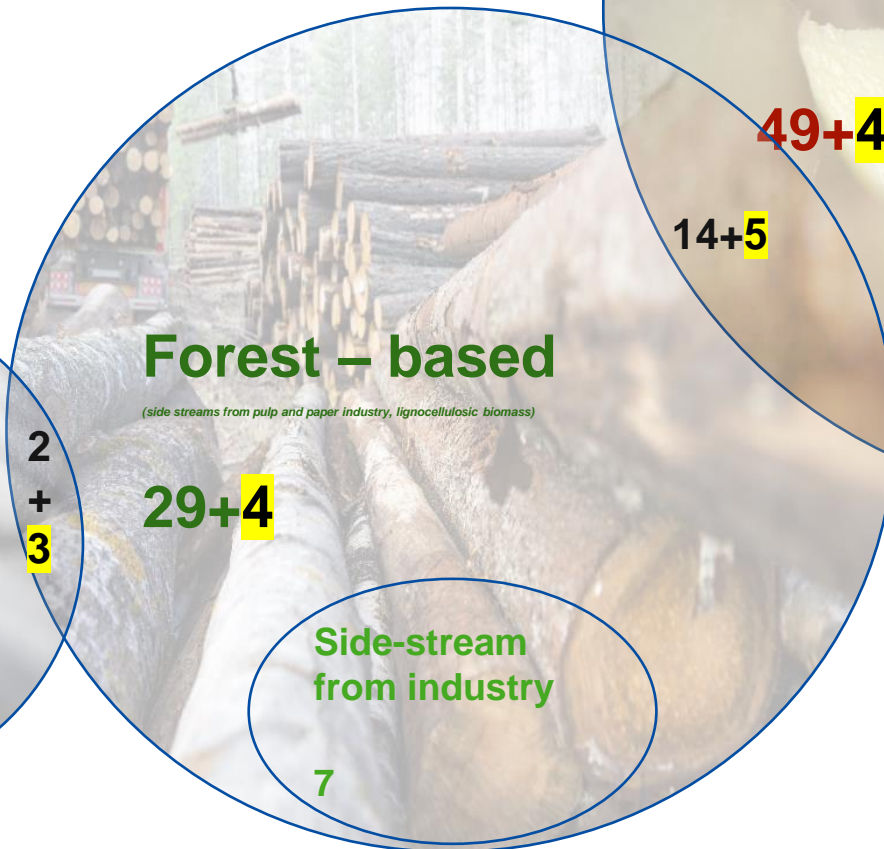 49+4
14+5
Forest – based
(side streams from pulp and paper industry, lignocellulosic biomass)
2
+
3
29+4
Side-stream
from industry
7